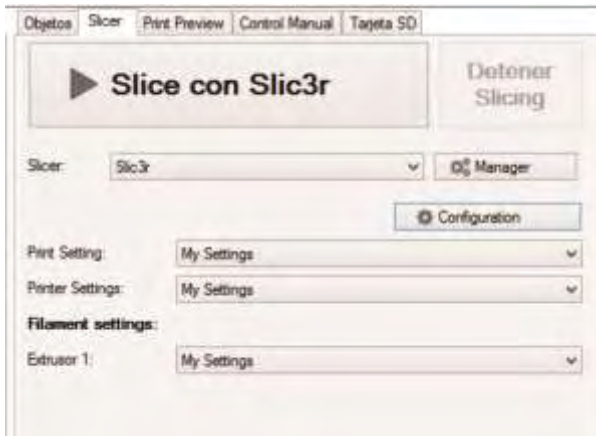 Objetos Slicer Print Preview Control Manual Tarjeta SD
Slice con Slic3r
Detener
Slicing
Slicer: Slic3r Manager
Configuration
Print Setting: My Settings
Printer Settings: My Settings
Filament settings:
Extrusor 1: My Settings